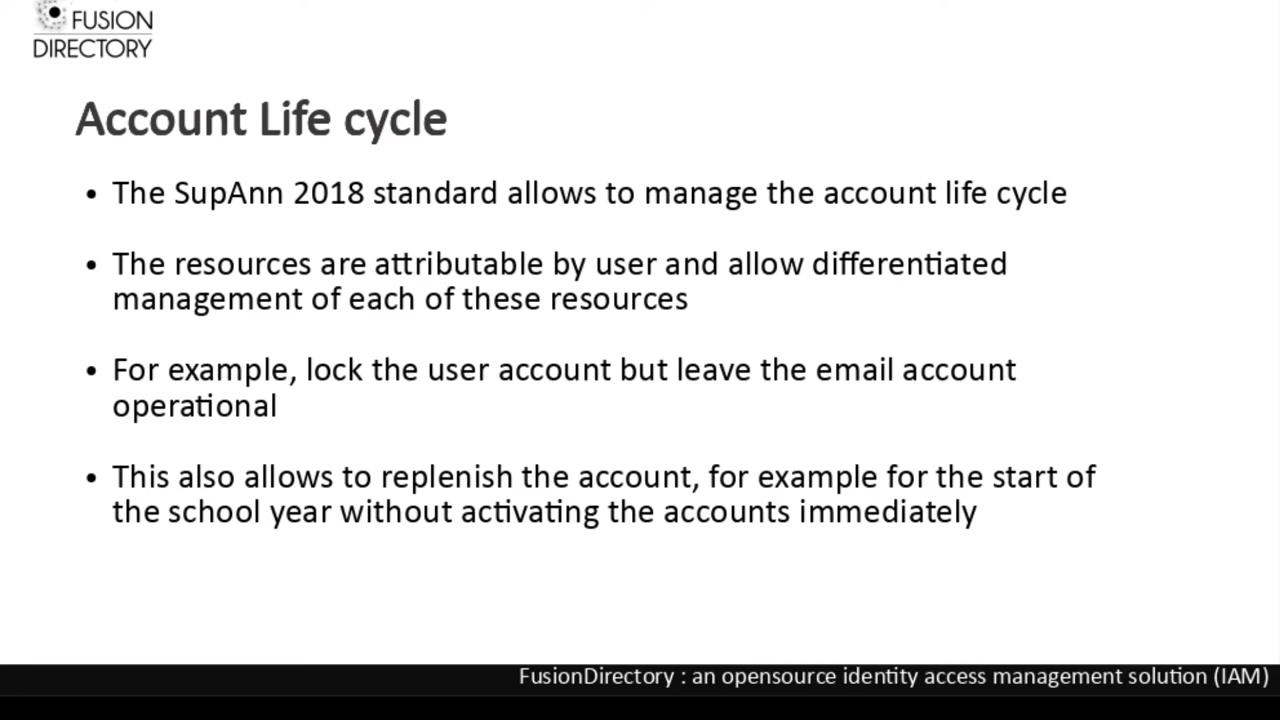 FUSION
DIRECTORY
Account Life cycle
• The SupAnn 2018 standard allows to manage the account life cycle
• The resources are attributable by user and allow differentiated
management of each of these resources
• For example, lock the user account but leave the email account
operational
• This also allows to replenish the account, for example for the start of
the school year without activating the accounts immediately
FusionDirectory : an opensource identity access management solution (IAM)